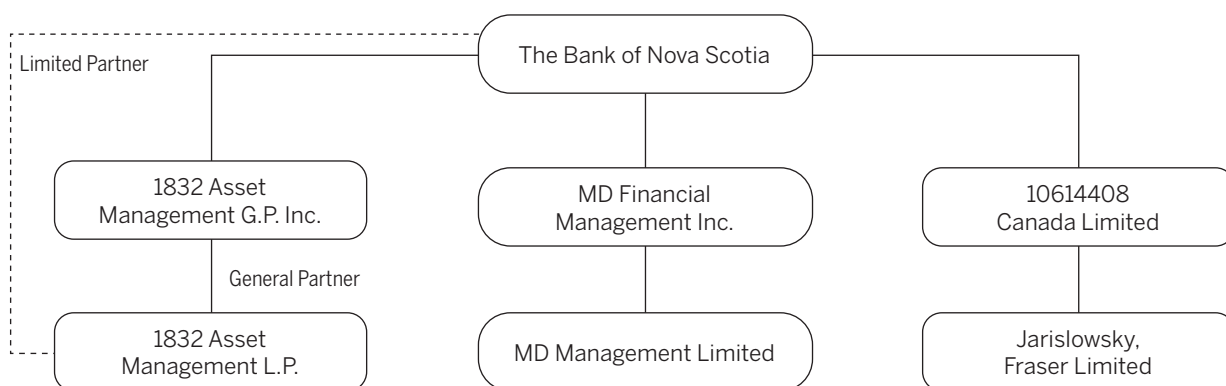 The Bank of Nova Scotia
Limited Partner
1832 Asset
Management G.P. Inc.
MD Financial
Management Inc.
10614408
Canada Limited
General Partner
1832 Asset
Management L.P.
MD Management Limited
Jarislowsky,
Fraser Limited